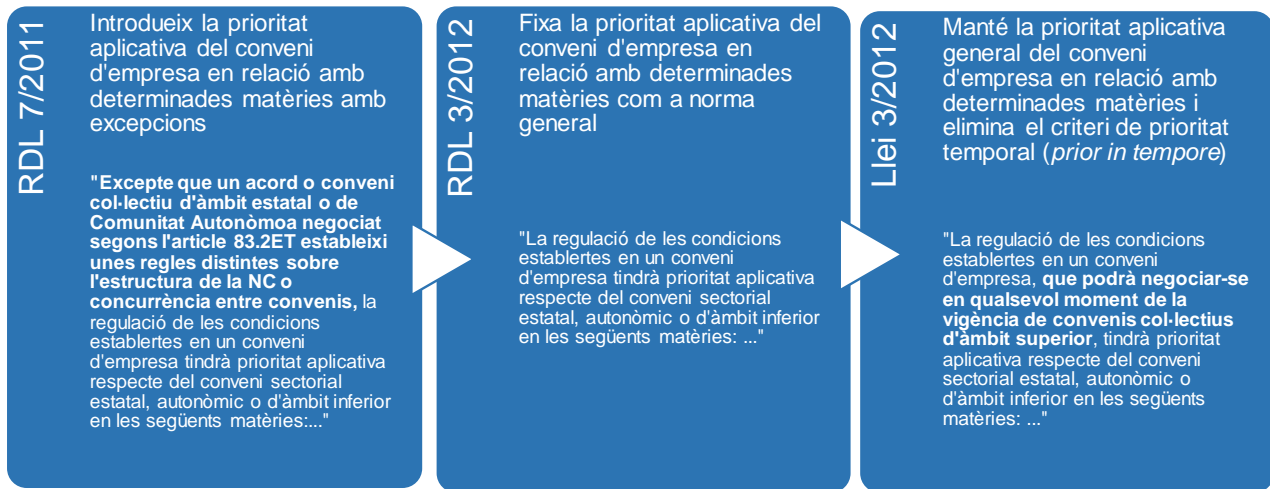 RDL 7/2011
Introdueix la prioritat
aplicativa del conveni
d'empresa en relació amb
determinades matèries amb
excepcions
"Excepte que un acord o conveni
col·lectiu d'àmbit estatal o de
Comunitat Autonòmoa negociat
segons l'article 83.2ET estableixi
unes regles distintes sobre
l'estructura de la NC o
concurrència entre convenis, la
regulació de les condicions
establertes en un conveni
d'empresa tindrà prioritat aplicativa
respecte del conveni sectorial
estatal, autonòmic o d'àmbit inferior
en les següents matèries:..."
RDL 3/2012
Fixa la prioritat aplicativa del
conveni d'empresa en
relació amb determinades
matèries com a norma
general
"La regulació de les condicions
establertes en un conveni
d'empresa tindrà prioritat aplicativa
respecte del conveni sectorial
estatal, autonòmic o d'àmbit inferior
en les següents matèries: ..."
Llei 3/2012
Manté la prioritat aplicativa
general del conveni
d'empresa en relació amb
determinades matèries i
elimina el criteri de prioritat
temporal (prior in tempore)
"La regulació de les condicions
establertes en un conveni
d'empresa, que podrà negociar-se
en qualsevol moment de la
vigència de convenis col·lectius
d'àmbit superior, tindrà prioritat
aplicativa respecte del conveni
sectorial estatal, autonòmic o
d'àmbit inferior en les següents
matèries: ..."